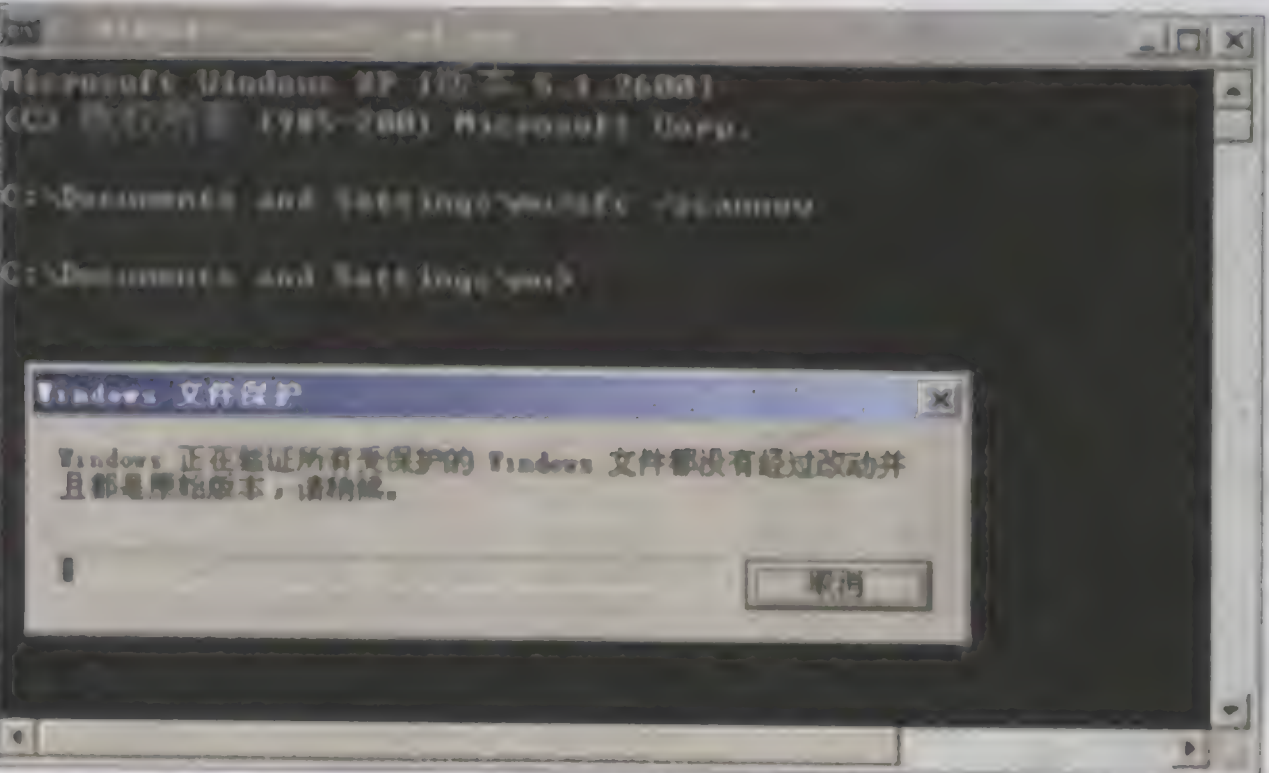 Microsoft Windows XP [版本 5.1.2600]
(C) 版权所有 1985-2001 Microsoft Corp.
C:\Documents and Settings\wu>sfc /scannow
C:\Documents and Settings\wu>
Windows 文件保护
Windows 正在验证所有受保护的 Windows 文件都没有经过改动并
且都是原始版本，请稍候。
取消